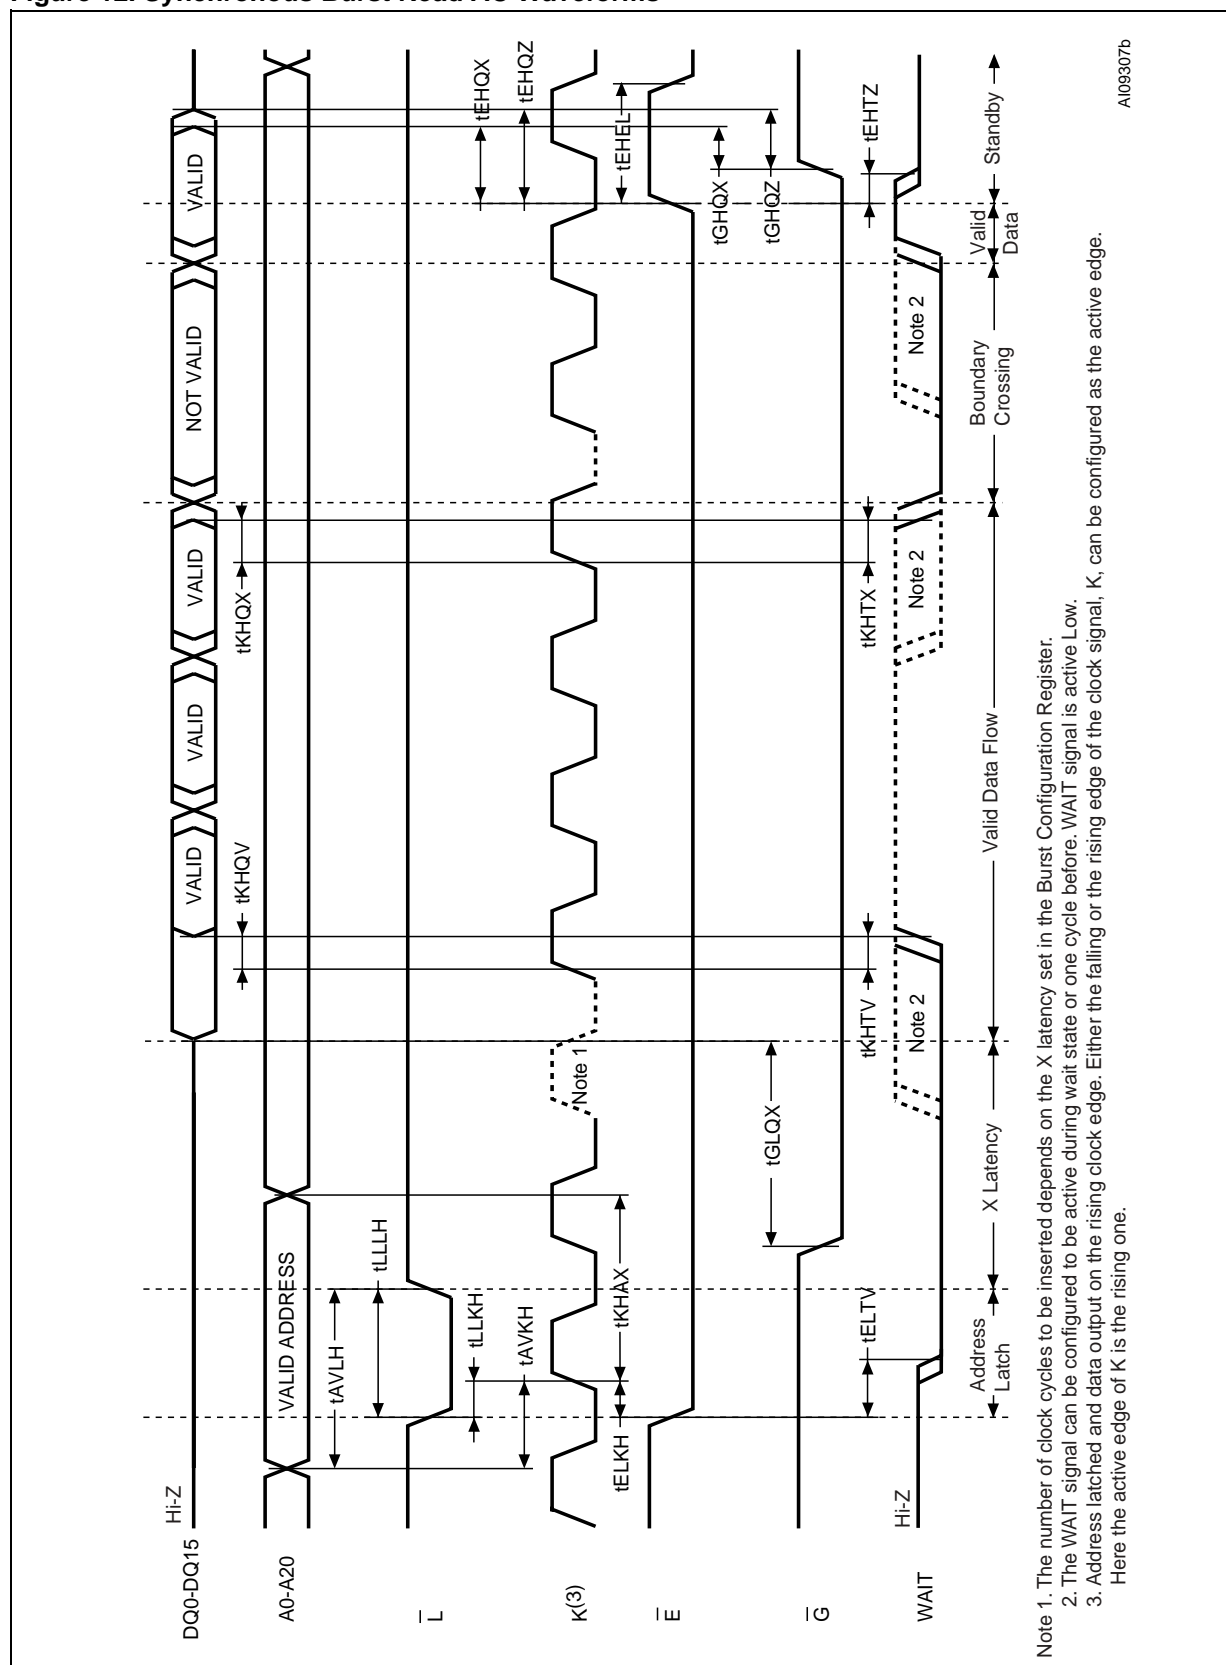 Hi-Z
DQ0-DQ15
VALID
VALID
VALID
NOT VALID
VALID
A0-A20
VALID ADDRESS
tAVLH
tLLLH
tKHQV
tKHQX
L
tLLKH
tAVKH
tEHQX
tEHQZ
K(3)
Note 1
tELKH
tKHAX
tEHEL
E
tGLQX
tGHQX
tGHQZ
G
tELTV
tKHTV
tKHTX
tEHTZ
Hi-Z
WAIT
Note 2
Note 2
Note 2
Address
Latch
X Latency
Valid Data Flow
Boundary
Crossing
Valid
Data
Standby
Note 1. The number of clock cycles to be inserted depends on the X latency set in the Burst Configuration Register.
2. The WAIT signal can be configured to be active during wait state or one cycle before. WAIT signal is active Low.
3. Address latched and data output on the rising clock edge. Either the falling or the rising edge of the clock signal, K, can be configured as the active edge.
Here the active edge of K is the rising one.
AI09307b